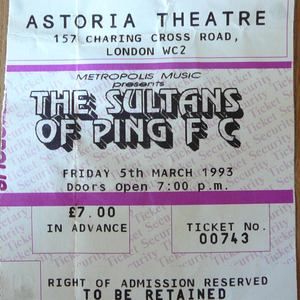 ASTORIA THEATRE
157 CHARING CROSS ROAD,
LONDON WC2
METROPOLIS MUSIC
presents
THE SULTANS
OF PING F C
FRIDAY 5th MARCH 1993
Doors Open 7:00 p.m.
£7.00
IN ADVANCE
TICKET No.
00743
RIGHT OF ADMISSION RESERVED
TO BE RETAINED